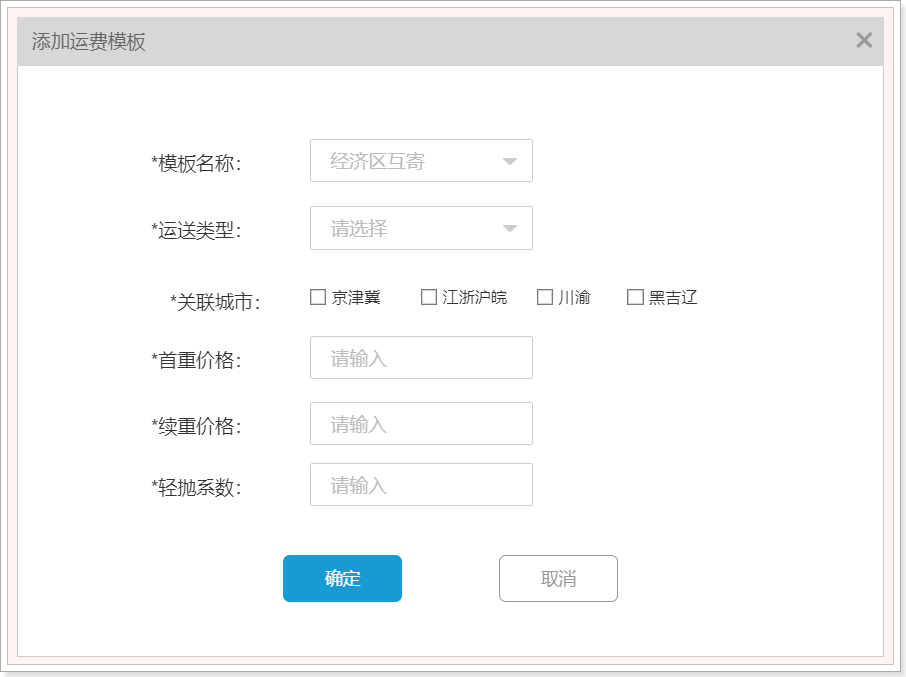 添加运费模板
*模板名称：
经济区互寄
*运送类型：
请选择
*关联城市：
京津冀 江浙沪皖 川渝 黑吉辽
*首重价格：
请输入
*续重价格：
请输入
*轻抛系数：
请输入
确定
取消